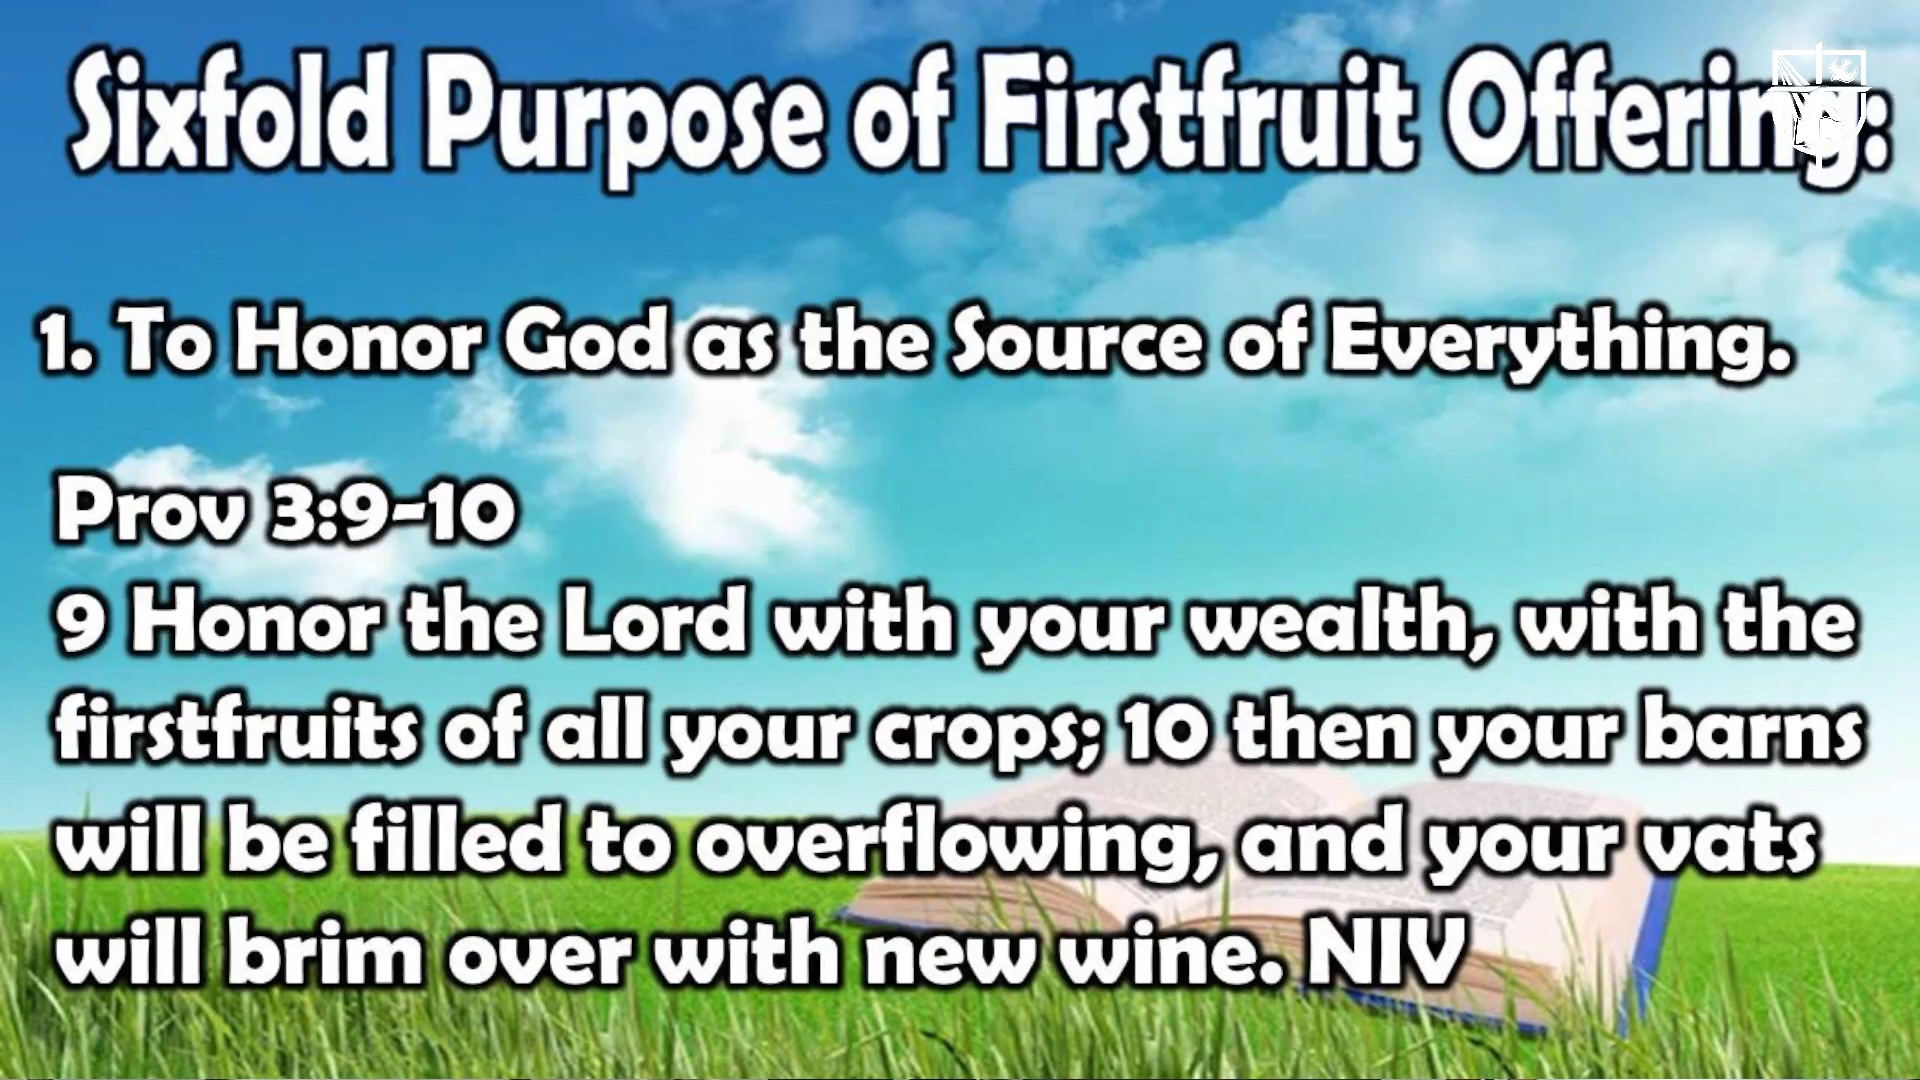 Sixfold Purpose of Firstfruit Offering:
1. To Honor God as the Source of Everything.
Prov 3:9-10
9 Honor the Lord with your wealth, with the
firstfruits of all your crops; 10 then your barns
will be filled to overflowing, and your vats
will brim over with new wine. NIV